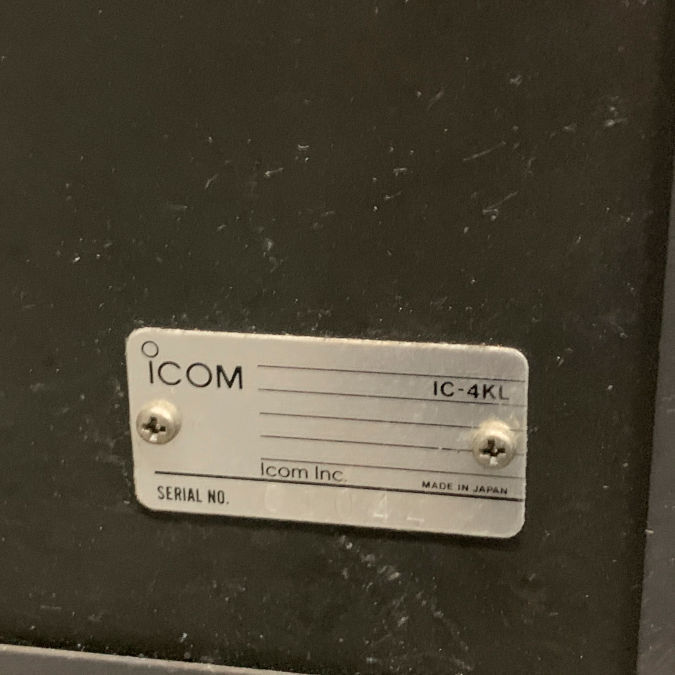 ICOM
IC-4KL
Icom Inc.
MADE IN JAPAN
SERIAL NO.